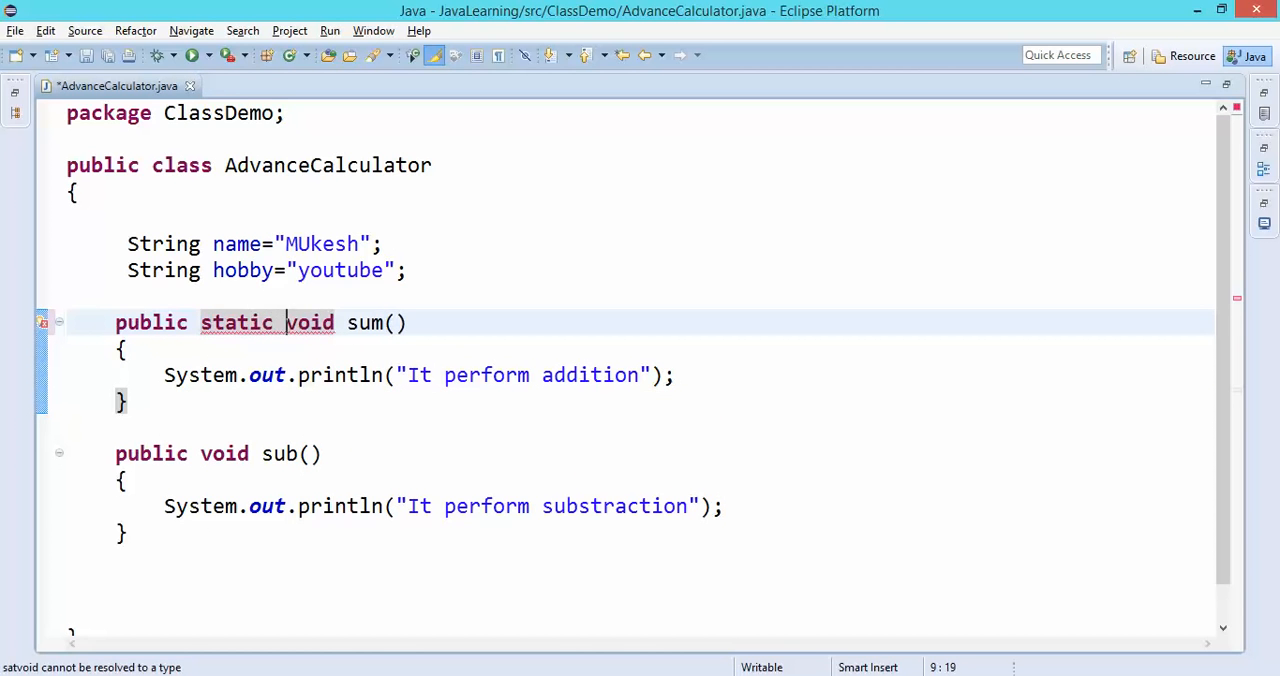 Java - JavaLearning/src/ClassDemo/AdvanceCalculator.java - Eclipse Platform
File Edit Source Refactor Navigate Search Project Run Window Help
Quick Access Resource Java
*AdvanceCalculator.java
package ClassDemo;
public class AdvanceCalculator
{
String name="MUkesh";
String hobby="youtube";
public static void sum()
{
System.out.println("It perform addition");
}
public void sub()
{
System.out.println("It perform substraction");
}
}
satvoid cannot be resolved to a type Writable Smart Insert 9 : 19